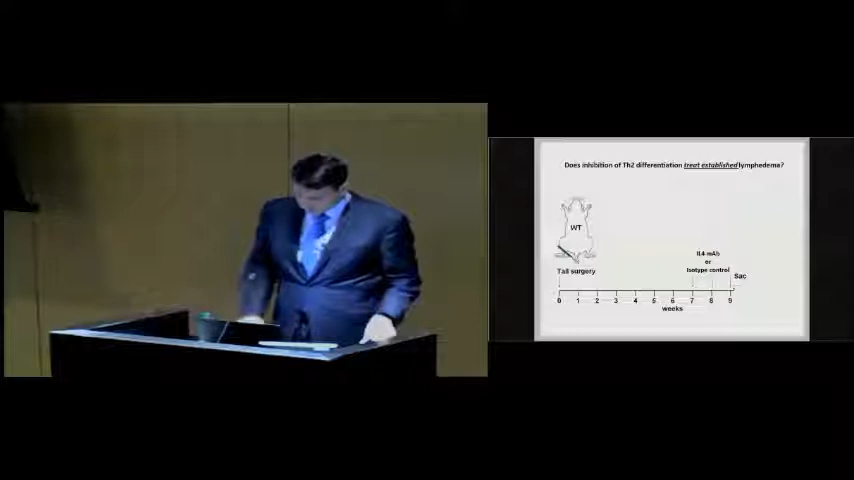 Does inhibition of Th2 differentiation treat established lymphedema?
WT
IL4 mAb
or
Isotype control
Tail surgery
Sac
0 1 2 3 4 5 6 7 8 9
weeks